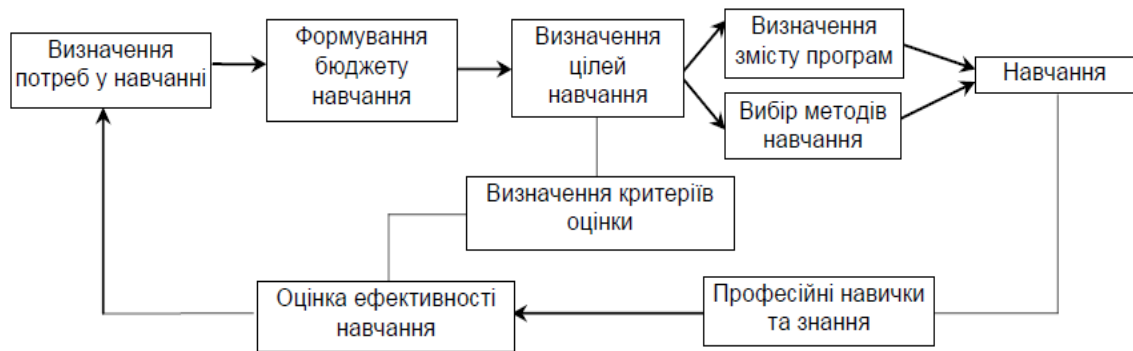 Визначення
потреб у навчанні
Формування
бюджету
навчання
Визначення
цілей
навчання
Визначення
змісту програм
Вибір методів
навчання
Навчання
Визначення критеріїв
оцінки
Оцінка ефективності
навчання
Професійні навички
та знання